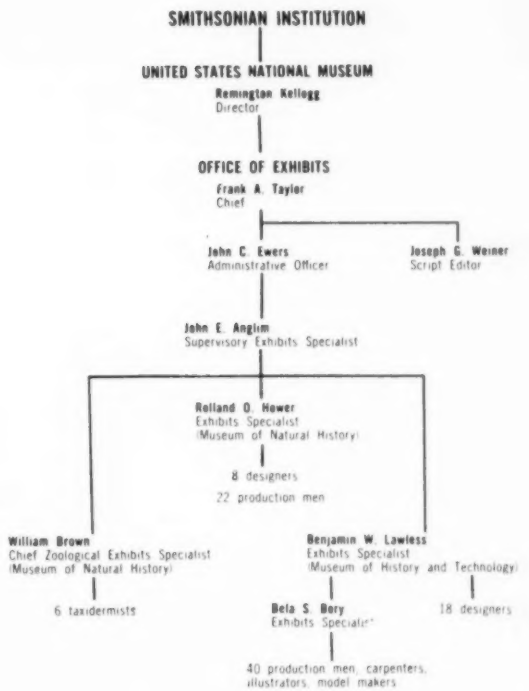 SMITHSONIAN INSTITUTION
UNITED STATES NATIONAL MUSEUM
Remington Kellogg
Director
OFFICE OF EXHIBITS
Frank A. Taylor
Chief
John C. Ewers
Administrative Officer
Joseph G. Weiner
Script Editor
John E. Anglim
Supervisory Exhibits Specialist
Rolland O. Hower
Exhibits Specialist
(Museum of Natural History)
8 designers
22 production men
William Brown
Chief Zoological Exhibits Specialist
(Museum of Natural History)
6 taxidermists
Benjamin W. Lawless
Exhibits Specialist
(Museum of History and Technology)
Bela S. Bory
Exhibits Specialist
18 designers
40 production men, carpenters,
illustrators, model makers